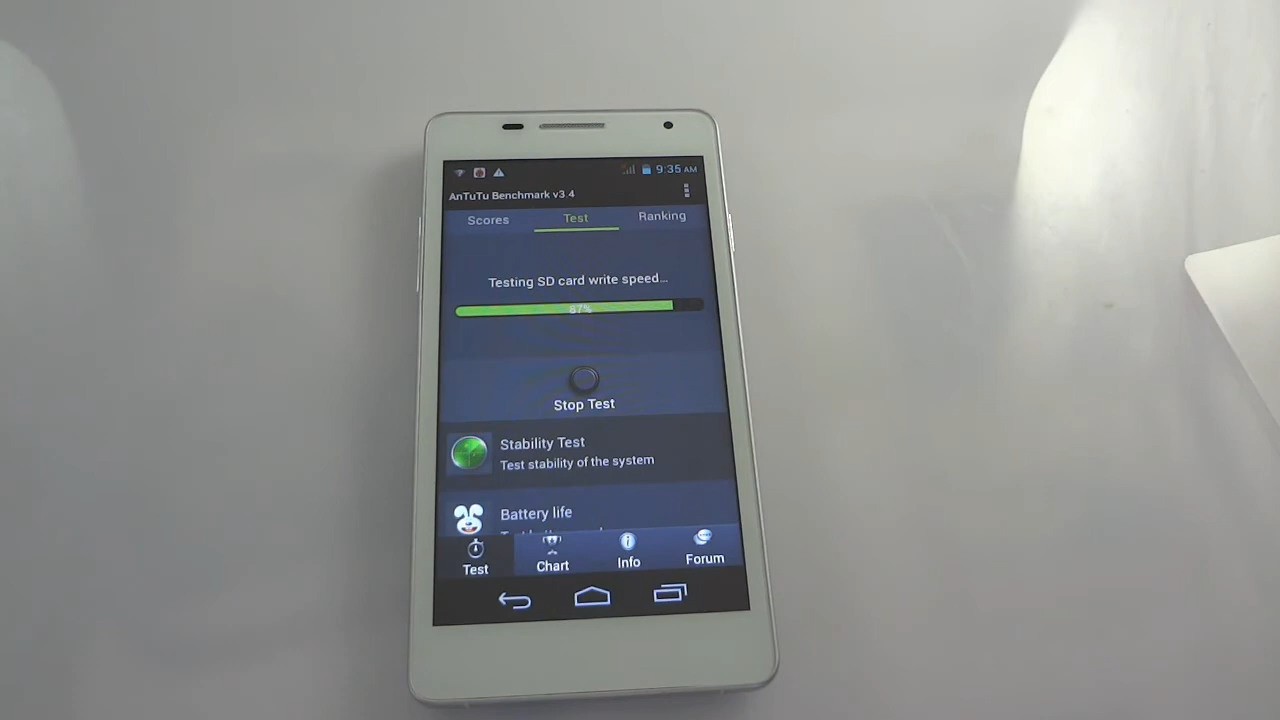 9:35 AM
AnTuTu Benchmark v3.4
Scores Test Ranking
Testing SD card write speed...
87%
Stop Test
Stability Test
Test stability of the system
Battery life
Test Chart Info Forum